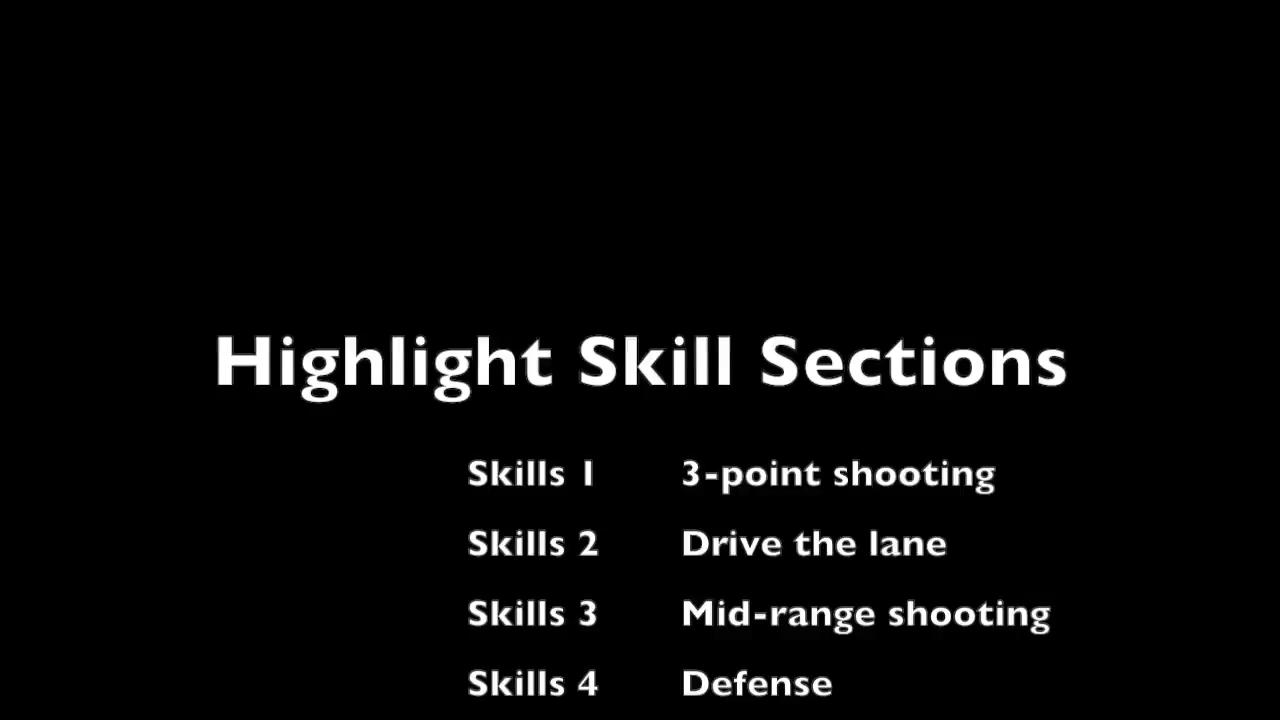 Highlight Skill Sections
Skills 1 3-point shooting
Skills 2 Drive the lane
Skills 3 Mid-range shooting
Skills 4 Defense